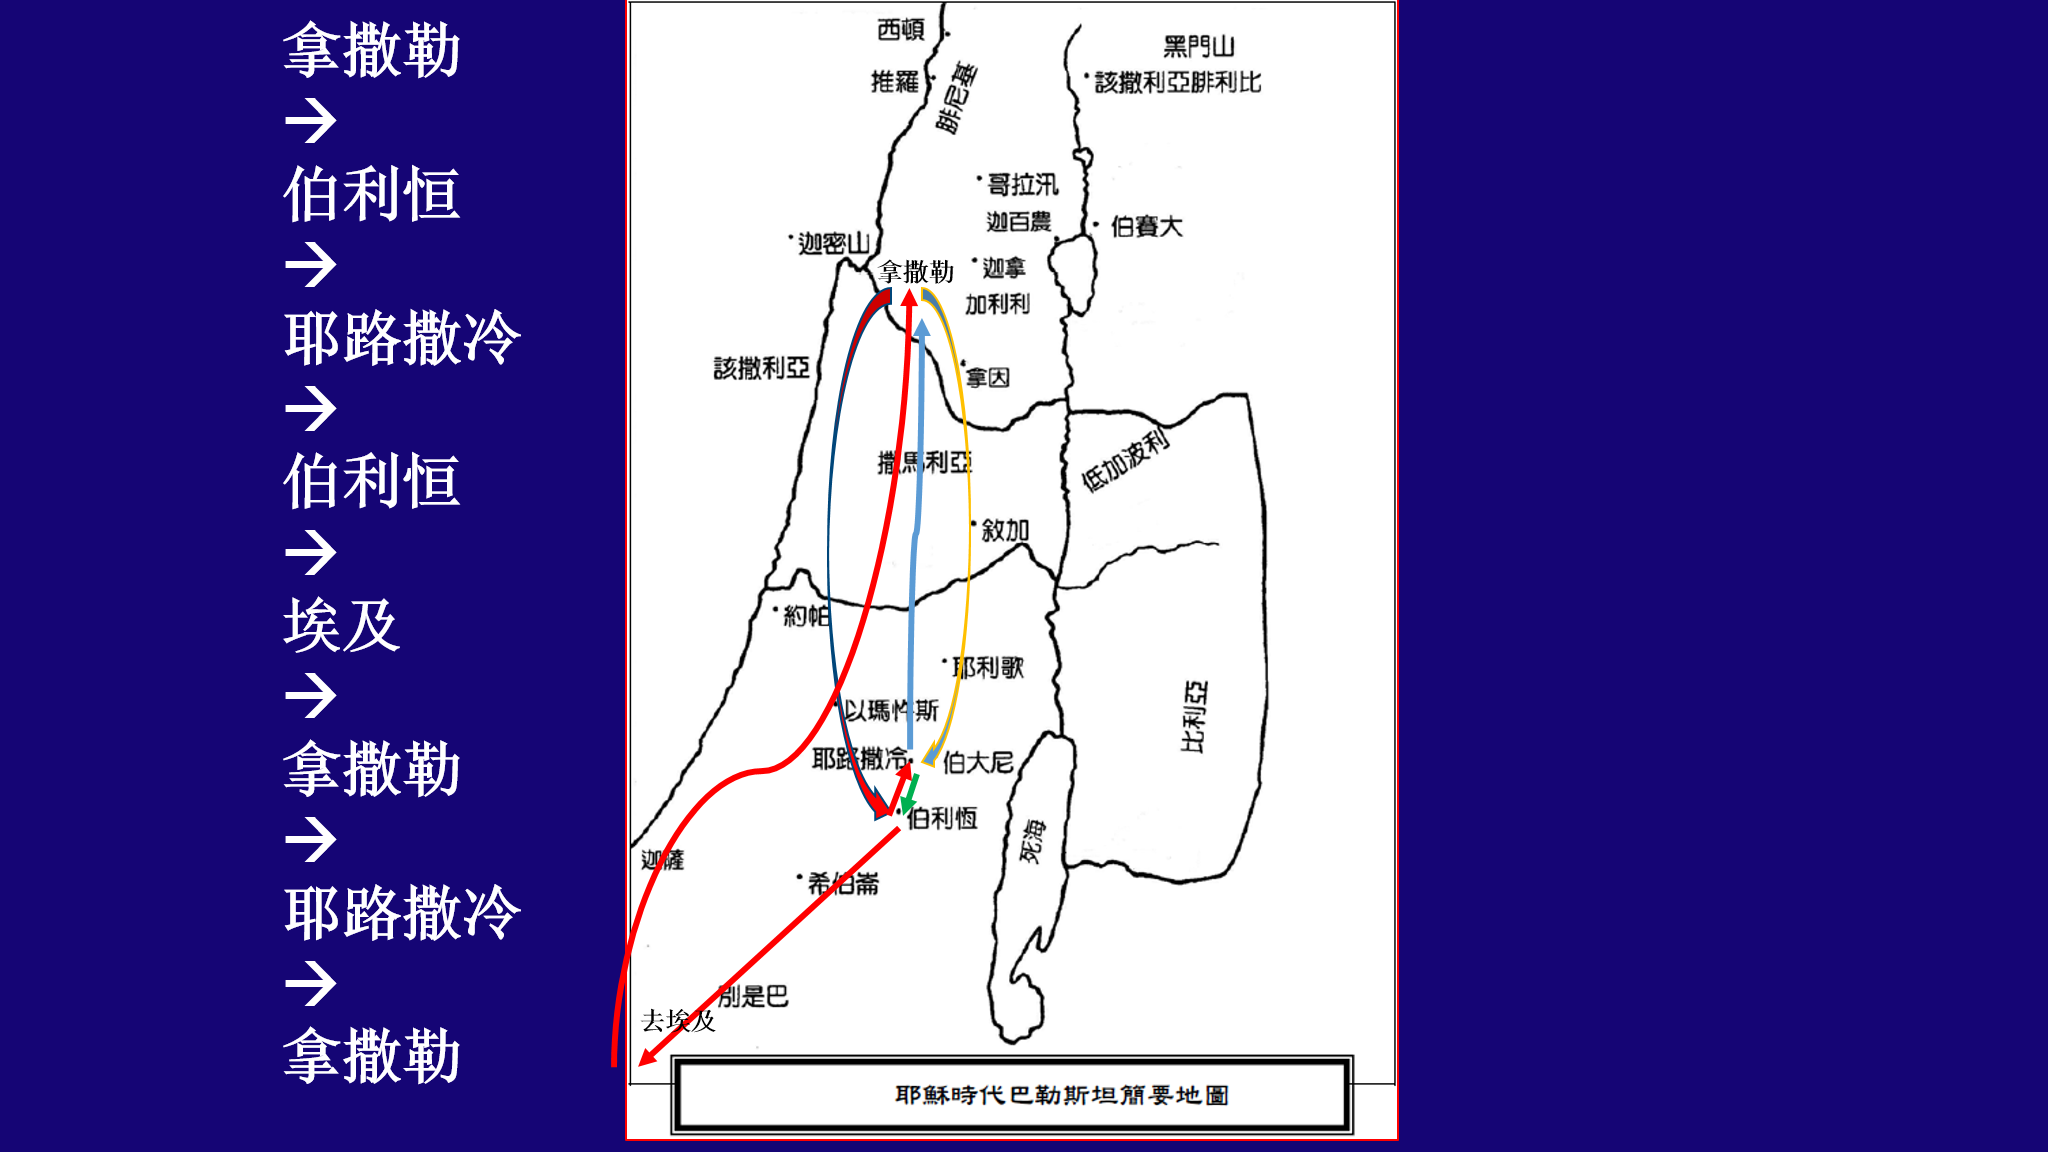 拿撒勒
→
伯利恒
→
耶路撒冷
→
伯利恒
→
埃及
→
拿撒勒
→
耶路撒冷
→
拿撒勒
西頓
黑門山
推羅
腓尼基
該撒利亞腓利比
哥拉汛
迦百農
伯賽大
迦密山
拿撒勒
迦拿
加利利
該撒利亞
拿因
撒馬利亞
低加波利
敘加
約帕
耶利歌
比利亞
以瑪忤斯
耶路撒冷
伯大尼
伯利恆
死海
迦薩
希伯崙
別是巴
去埃及
耶穌時代巴勒斯坦簡要地圖